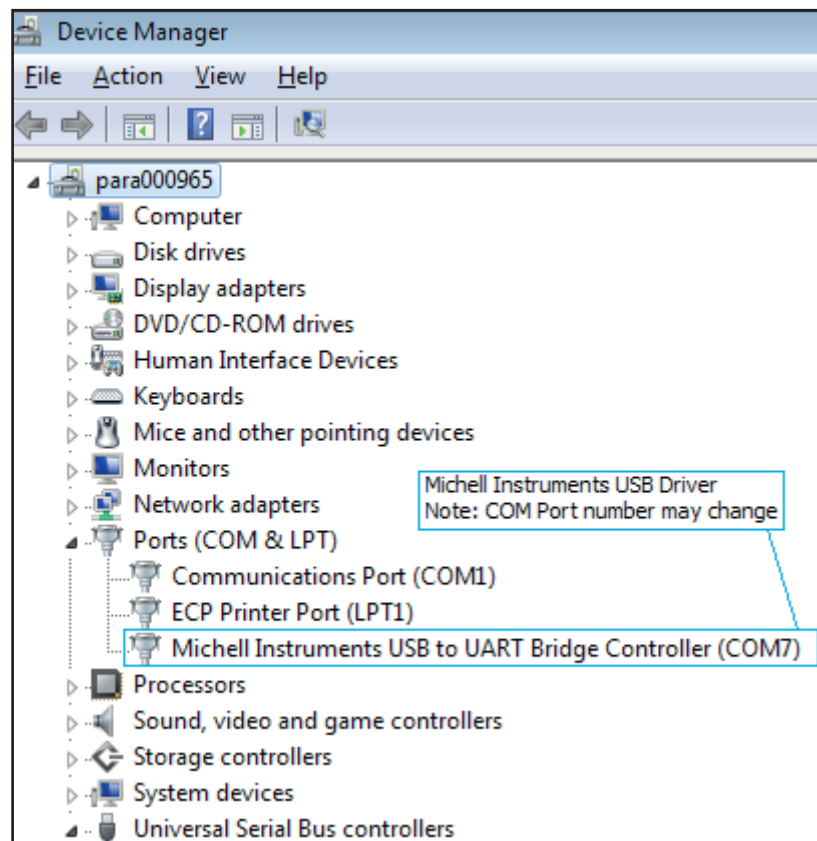 Device Manager
File Action View Help
para000965
Computer
Disk drives
Display adapters
DVD/CD-ROM drives
Human Interface Devices
Keyboards
Mice and other pointing devices
Monitors
Michell Instruments USB Driver
Note: COM Port number may change
Network adapters
Ports (COM & LPT)
Communications Port (COM1)
ECP Printer Port (LPT1)
Michell Instruments USB to UART Bridge Controller (COM7)
Processors
Sound, video and game controllers
Storage controllers
System devices
Universal Serial Bus controllers